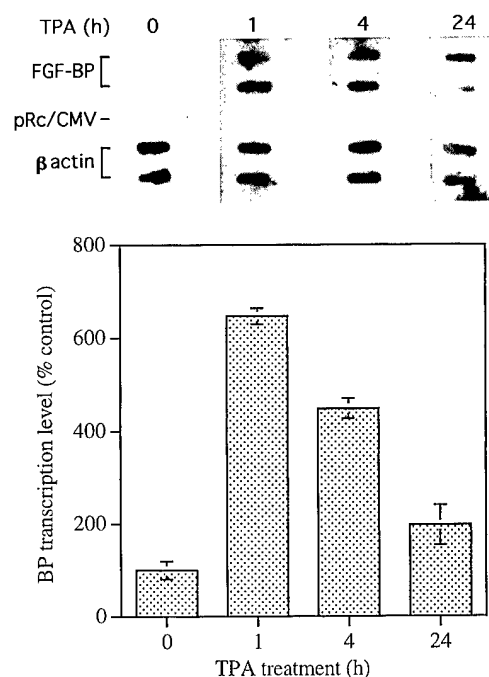 TPA (h) 0 1 4 24
FGF-BP
pRc/CMV
β actin
BP transcription level (% control)
800
600
400
200
0
0 1 4 24
TPA treatment (h)